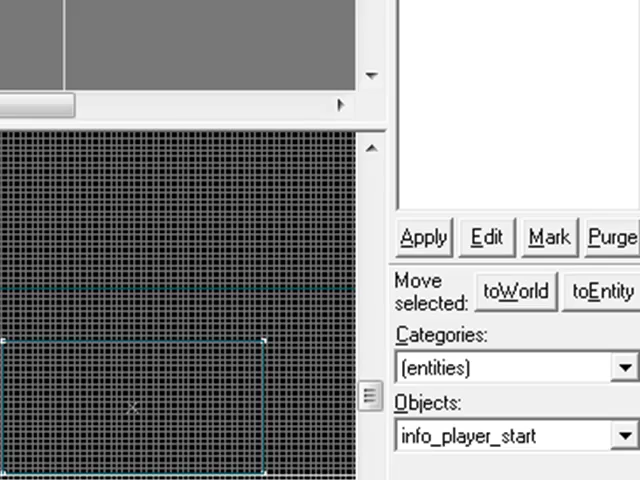 Apply Edit Mark Purge
Move
selected: toWorld toEntity
Categories:
(entities)
Objects:
info_player_start